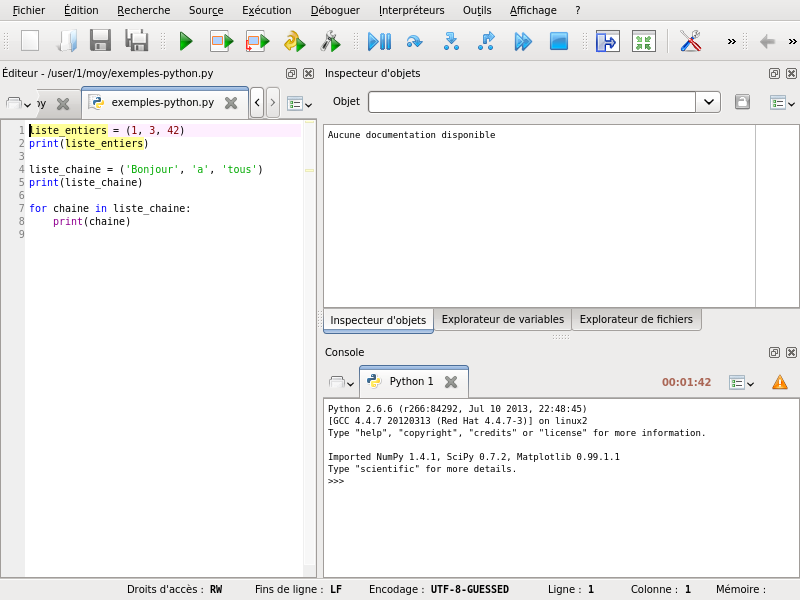 Fichier Édition Recherche Source Exécution Déboguer Interpréteurs Outils Affichage ?
Éditeur - /user/1/moy/exemples-python.py
py exemples-python.py
1 liste_entiers = (1, 3, 42)
2 print(liste_entiers)
3
4 liste_chaine = ('Bonjour', 'a', 'tous')
5 print(liste_chaine)
6
7 for chaine in liste_chaine:
8 print(chaine)
9
Inspecteur d'objets
Objet
Aucune documentation disponible
Inspecteur d'objets Explorateur de variables Explorateur de fichiers
Console
Python 1 00:01:42
Python 2.6.6 (r266:84292, Jul 10 2013, 22:48:45)
[GCC 4.4.7 20120313 (Red Hat 4.4.7-3)] on linux2
Type "help", "copyright", "credits" or "license" for more information.
Imported NumPy 1.4.1, SciPy 0.7.2, Matplotlib 0.99.1.1
Type "scientific" for more details.
>>>
Droits d'accès : RW Fins de ligne : LF Encodage : UTF-8-GUESSED Ligne : 1 Colonne : 1 Mémoire :